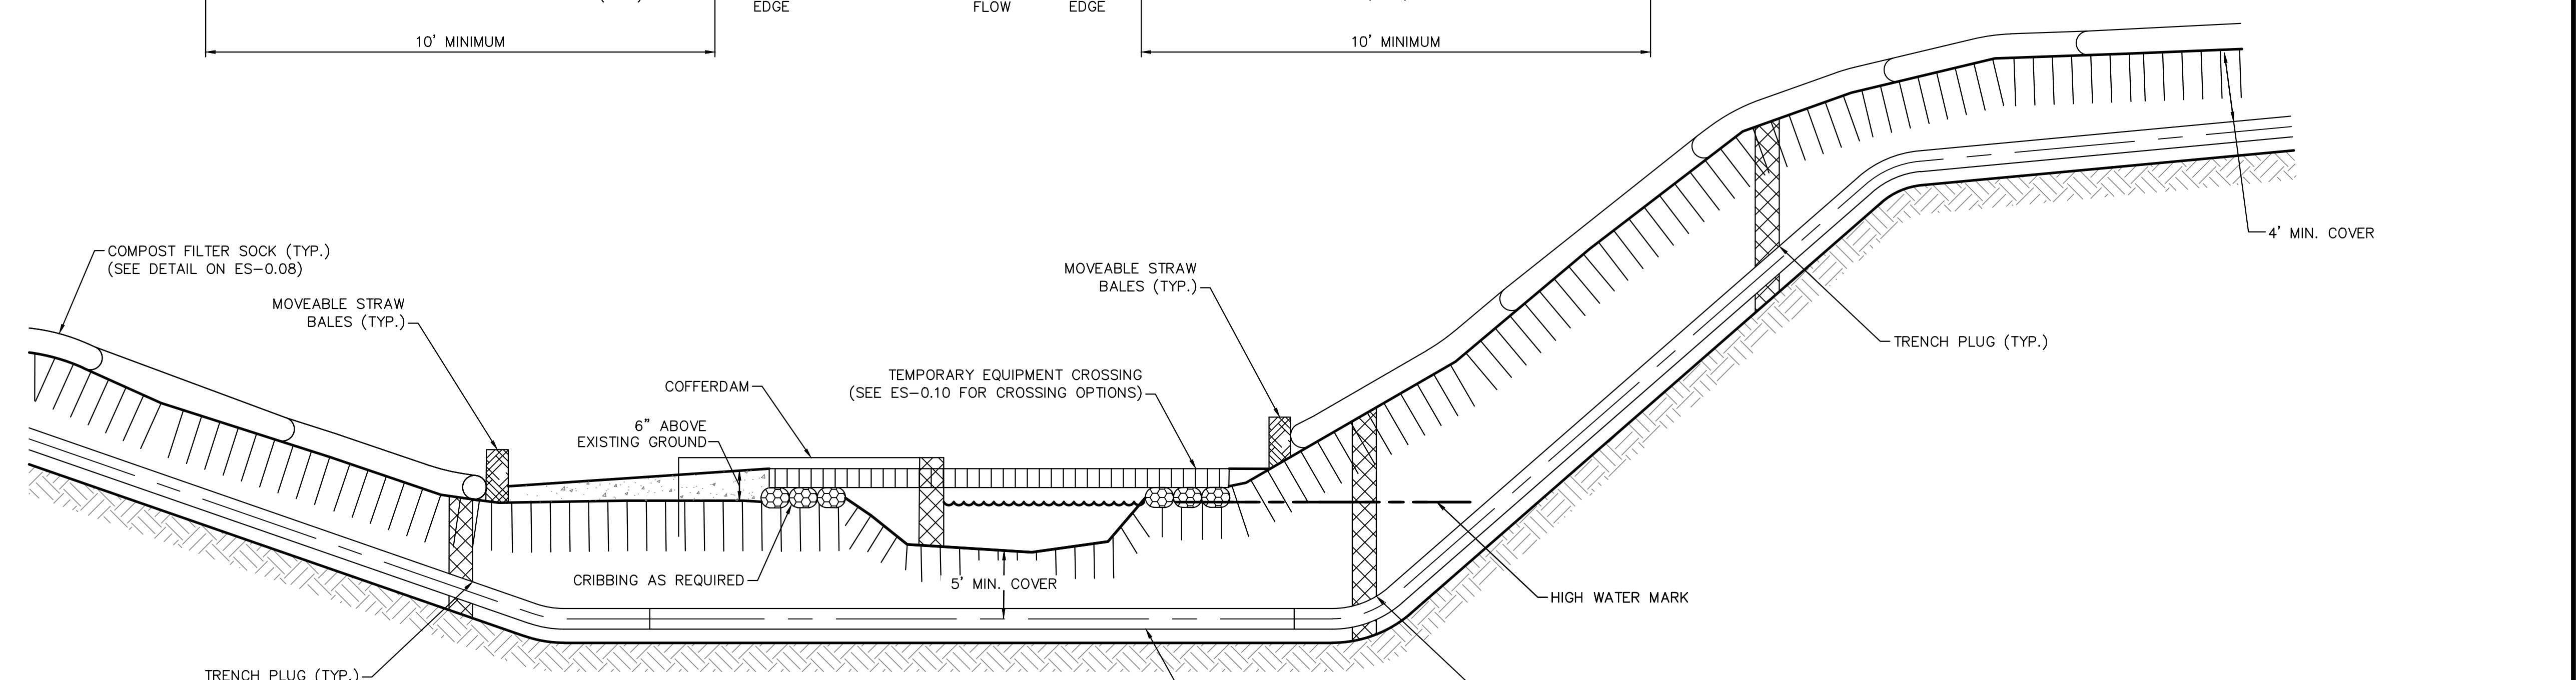 EDGE
FLOW
EDGE
10' MINIMUM
10' MINIMUM
4' MIN. COVER
COMPOST FILTER SOCK (TYP.)
(SEE DETAIL ON ES-0.08)
MOVEABLE STRAW
BALES (TYP.)
MOVEABLE STRAW
BALES (TYP.)
TRENCH PLUG (TYP.)
COFFERDAM
TEMPORARY EQUIPMENT CROSSING
(SEE ES-0.10 FOR CROSSING OPTIONS)
6" ABOVE
EXISTING GROUND
CRIBBING AS REQUIRED
5' MIN. COVER
HIGH WATER MARK
TRENCH PLUG (TYP.)